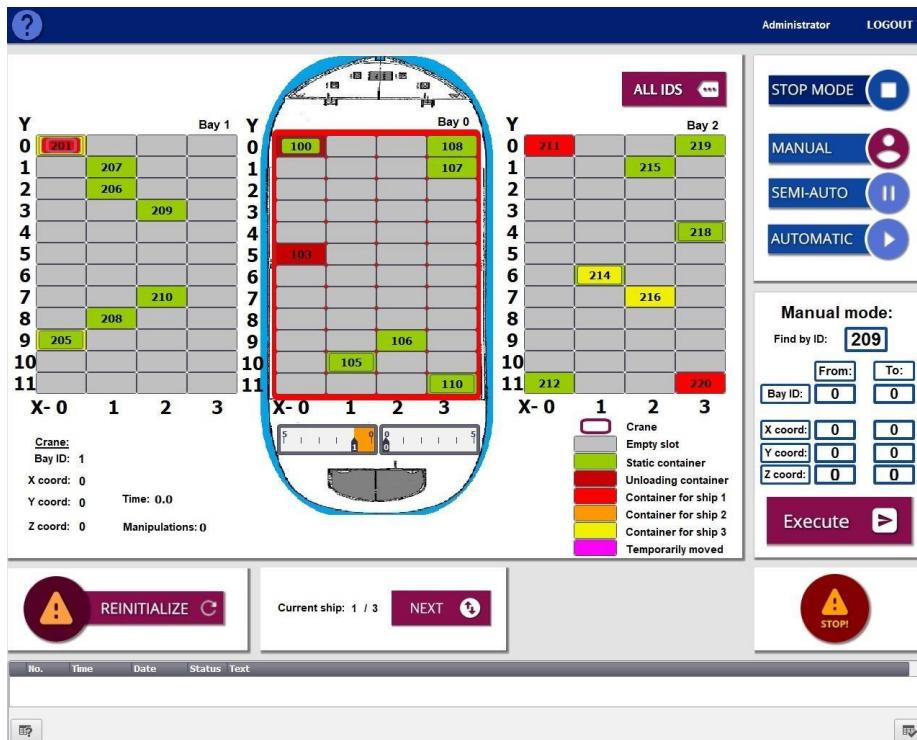 ?
Administrator LOGOUT
ALL IDS
STOP MODE
MANUAL
SEMI-AUTO
AUTOMATIC
Y Bay 1
0 201
1 207
2 206
3 209
4
5
6
7 210
8 208
9 205
10
11
X- 0 1 2 3
Y Bay 0
0 100 108
1 107
2
3
4
5 103
6
7
8
9 106
10 105
11 110
X- 0 1 2 3
5 0
1
0 5
0
Y Bay 2
0 211 219
1 215
2
3
4 218
5
6 214
7 216
8
9
10
11 212 220
X- 0 1 2 3
Crane:
Bay ID: 1
X coord: 0
Y coord: 0 Time: 0.0
Z coord: 0 Manipulations: 0
Crane
Empty slot
Static container
Unloading container
Container for ship 1
Container for ship 2
Container for ship 3
Temporarily moved
Manual mode:
Find by ID: 209
From: To:
Bay ID: 0 0
X coord: 0 0
Y coord: 0 0
Z coord: 0 0
Execute
REINITIALIZE
Current ship: 1 / 3 NEXT
STOP!
No. Time Date Status Text